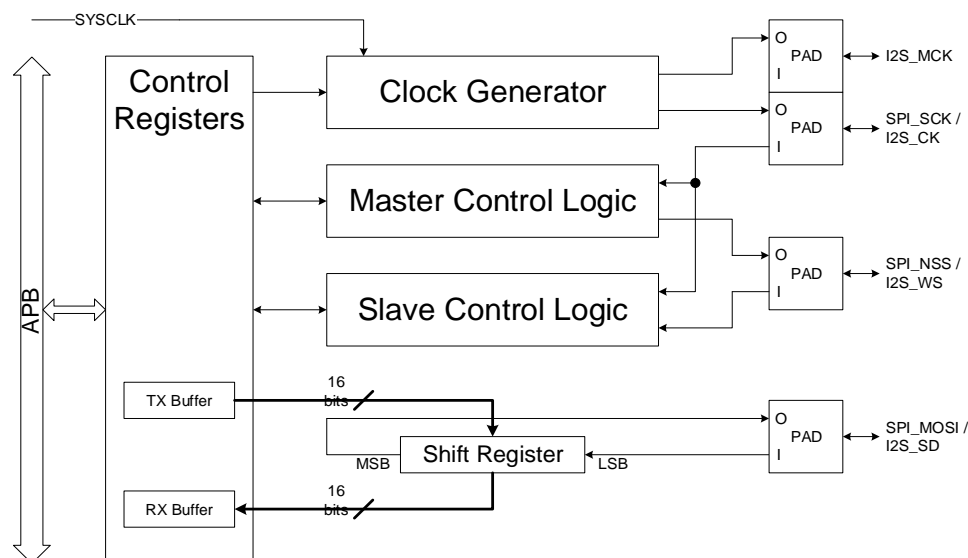 SYSCLK
Control
Registers
Clock Generator
O
PAD
I
I2S_MCK
O
PAD
I
SPI_SCK /
I2S_CK
Master Control Logic
O
PAD
I
SPI_NSS /
I2S_WS
Slave Control Logic
APB
TX Buffer
16
bits
O
PAD
I
SPI_MOSI /
I2S_SD
MSB
Shift Register
LSB
16
bits
RX Buffer